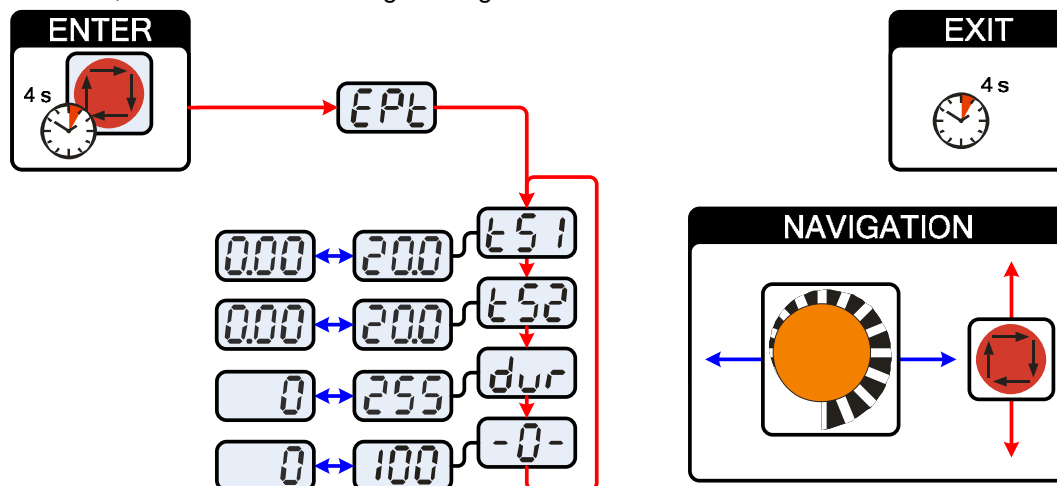 ENTER
EXIT
4 s
4 s
EPt
tS1
0.00 20.0
NAVIGATION
tS2
0.00 20.0
dur
0 255
-0-
0 100